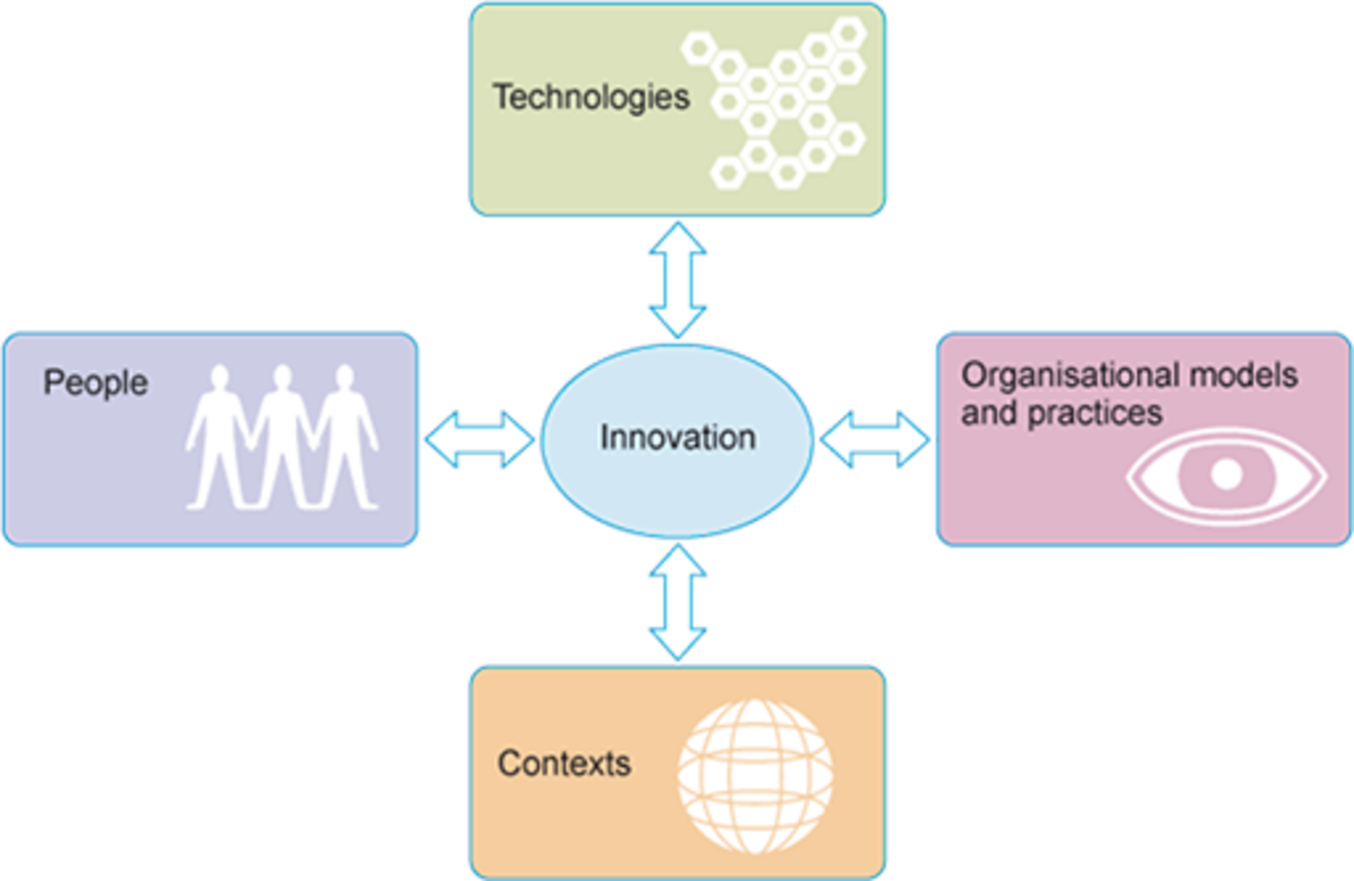 Technologies
People
Innovation
Organisational models
and practices
Contexts